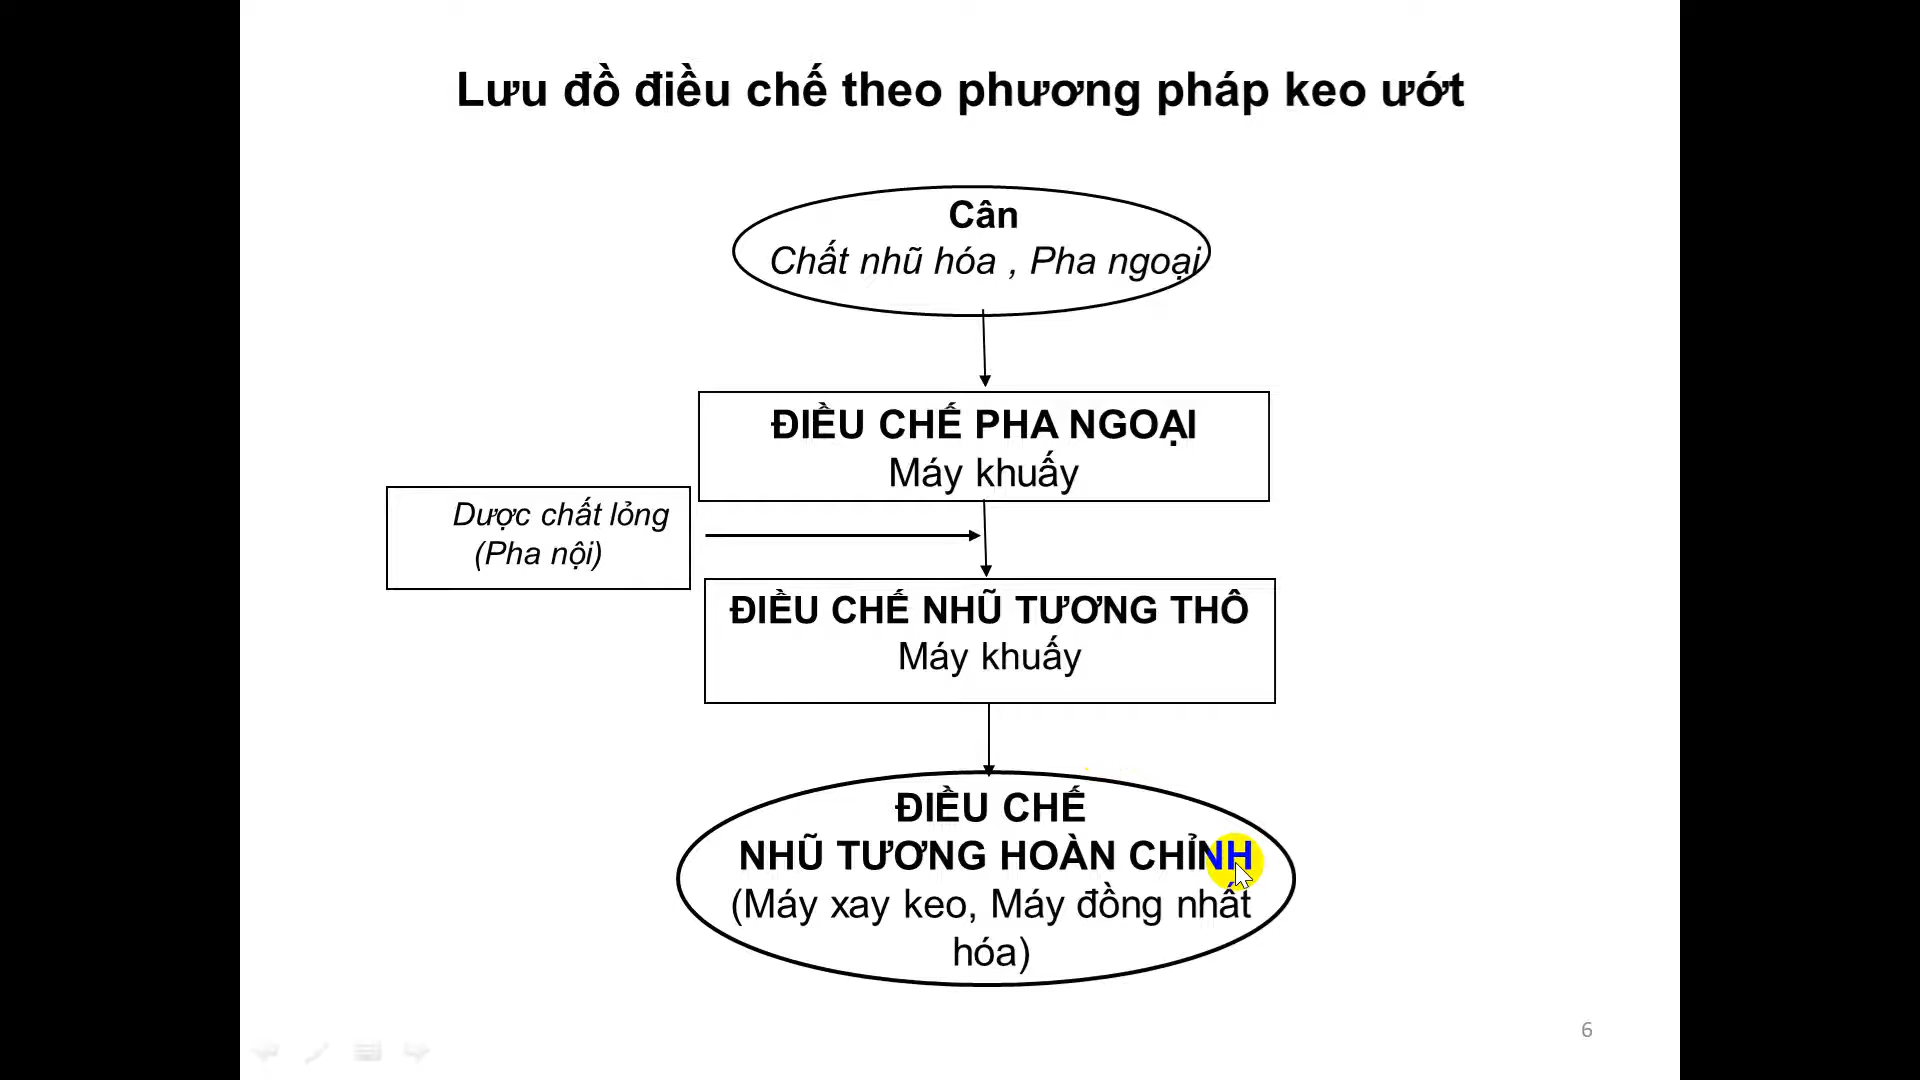 Lưu đồ điều chế theo phương pháp keo ướt
Cân
Chất nhũ hóa , Pha ngoại
ĐIỀU CHẾ PHA NGOẠI
Máy khuấy
Dược chất lỏng
(Pha nội)
ĐIỀU CHẾ NHŨ TƯƠNG THÔ
Máy khuấy
ĐIỀU CHẾ
NHŨ TƯƠNG HOÀN CHỈNH
(Máy xay keo, Máy đồng nhất
hóa)
6